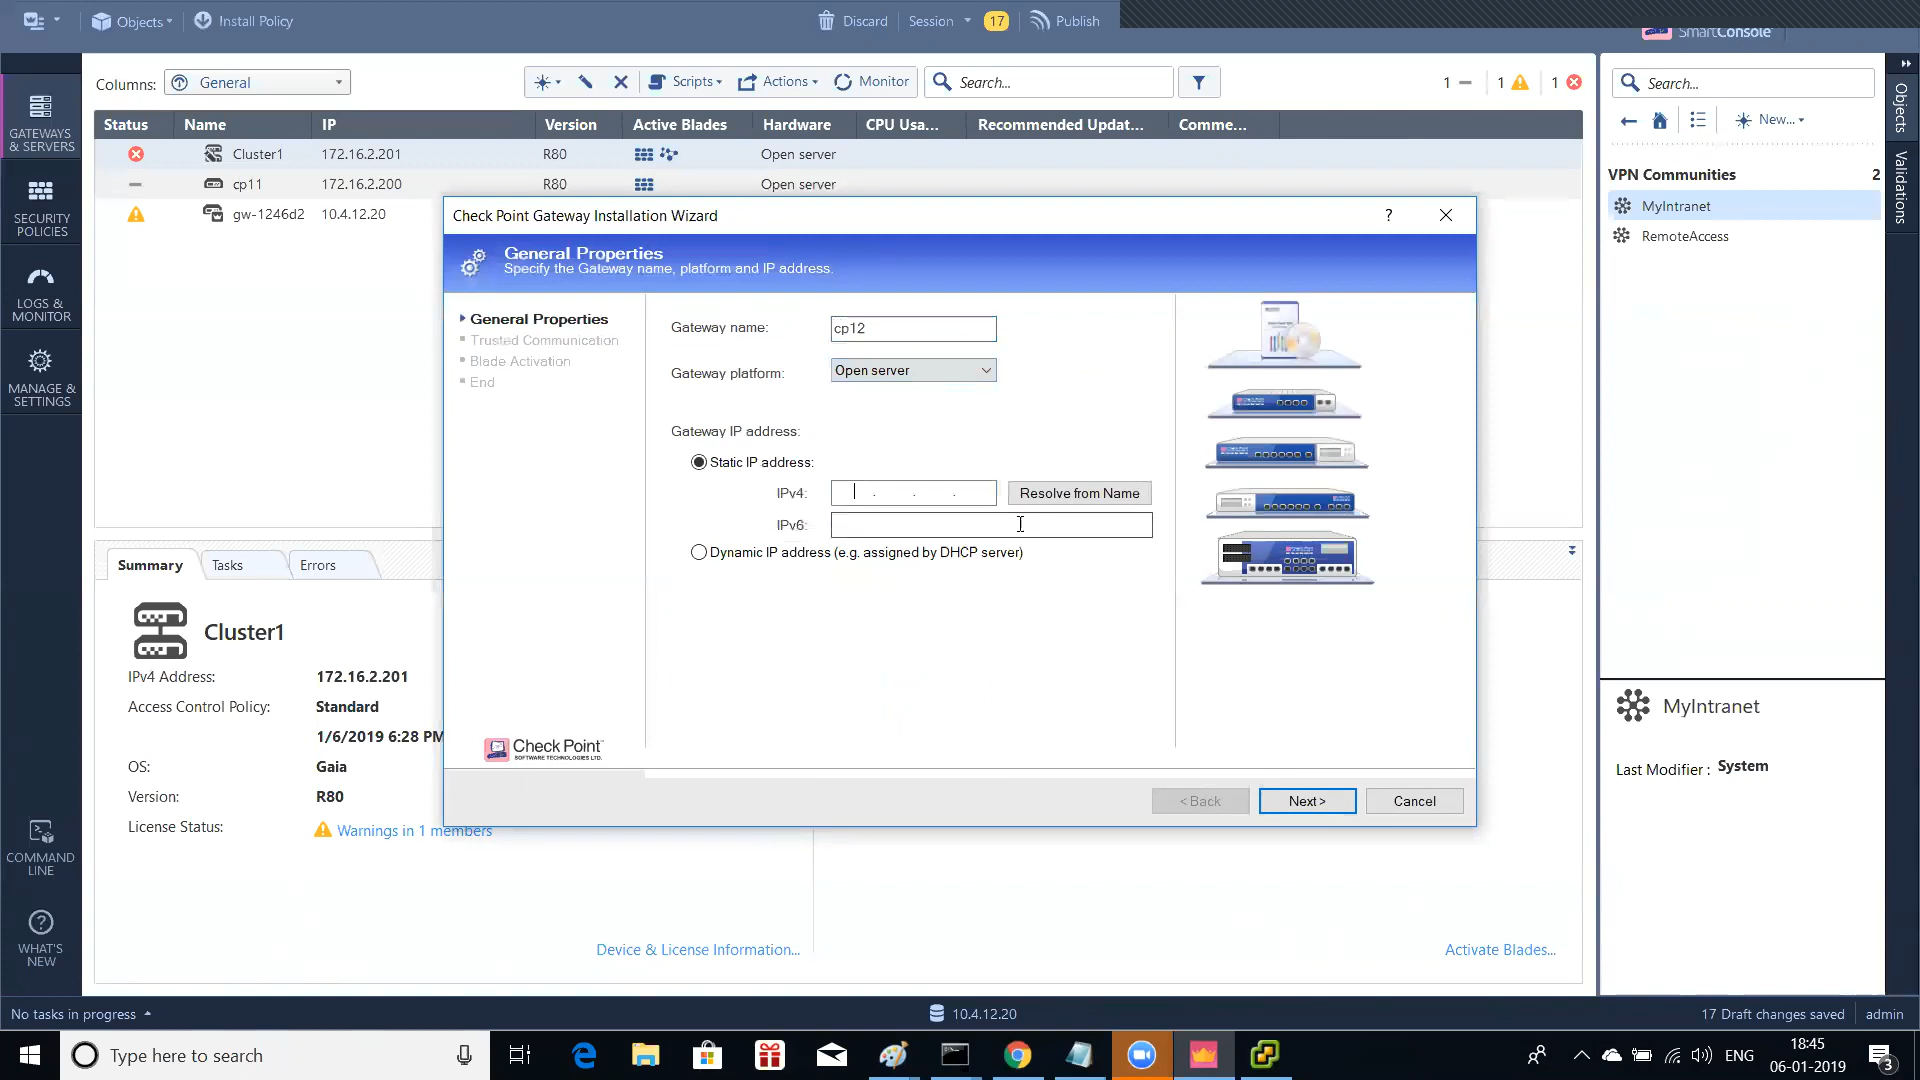 Objects
Install Policy
Discard
Session
17
Publish
SmartConsole
GATEWAYS
& SERVERS
SECURITY
POLICIES
LOGS &
MONITOR
MANAGE &
SETTINGS
COMMAND
LINE
WHAT'S
NEW
Columns:
General
Scripts
Actions
Monitor
Search...
1
1
1
Status
Name
IP
Version
Active Blades
Hardware
CPU Usa...
Recommended Updat...
Comme...
Cluster1
172.16.2.201
R80
Open server
cp11
172.16.2.200
R80
Open server
gw-1246d2
10.4.12.20
Check Point Gateway Installation Wizard
?
General Properties
Specify the Gateway name, platform and IP address.
General Properties
Trusted Communication
Blade Activation
End
Gateway name:
cp12
Gateway platform:
Open server
Gateway IP address:
Static IP address:
IPv4:
. . .
Resolve from Name
IPv6:
Dynamic IP address (e.g. assigned by DHCP server)
Check Point
SOFTWARE TECHNOLOGIES LTD.
< Back
Next >
Cancel
Summary
Tasks
Errors
Cluster1
IPv4 Address:
172.16.2.201
Access Control Policy:
Standard
1/6/2019 6:28 PM
OS:
Gaia
Version:
R80
License Status:
Warnings in 1 members
Device & License Information...
Activate Blades...
Search...
New...
VPN Communities
2
MyIntranet
RemoteAccess
MyIntranet
Last Modifier :
System
Objects
Validations
No tasks in progress
10.4.12.20
17 Draft changes saved
admin
Type here to search
ENG
18:45
06-01-2019
3